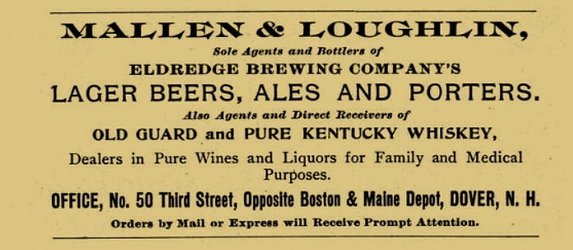 MALLEN & LOUGHLIN,
Sole Agents and Bottlers of
ELDREDGE BREWING COMPANY'S
LAGER BEERS, ALES AND PORTERS.
Also Agents and Direct Receivers of
OLD GUARD and PURE KENTUCKY WHISKEY,
Dealers in Pure Wines and Liquors for Family and Medical
Purposes.
OFFICE, No. 50 Third Street, Opposite Boston & Maine Depot, DOVER, N. H.
Orders by Mail or Express will Receive Prompt Attention.